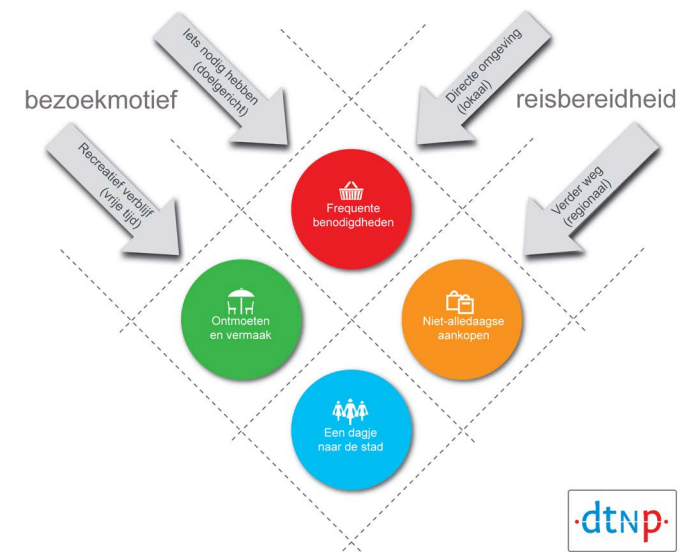 bezoekmotief
Iets nodig hebben
(doelgericht)
Recreatief verblijf
(vrije tijd)
reisbereidheid
Directe omgeving
(lokaal)
Verder weg
(regionaal)
Frequente
benodigdheden
Ontmoeten
en vermaak
Niet-alledaagse
aankopen
Een dagje
naar de stad
·dtNp·